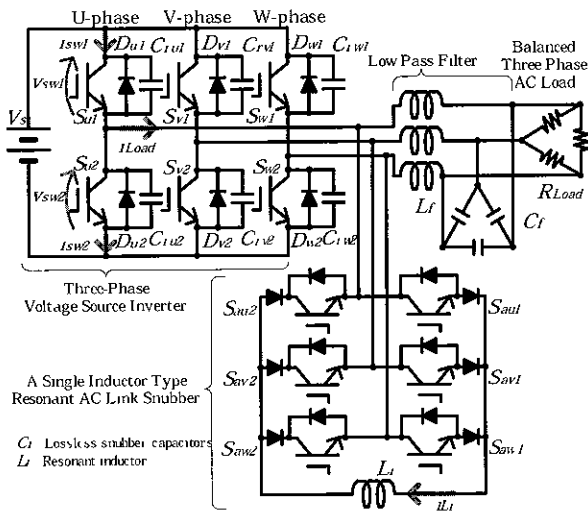 U-phase V-phase W-phase
Isw1 Du1 Cru1 Dv1 Crv1 Dw1 Crw1
Vsw1
Vs
Su1 Sv1 Sw1
iLoad
Su2 Sv2 Sw2
Vsw2
Isw2 Du2 Cru2 Dv2 Crv2 Dw2 Crw2
Three-Phase
Voltage Source Inverter
Low Pass Filter
Balanced
Three Phase
AC Load
Lf
RLoad
Cf
Sau2 Sau1
Sav2 Sav1
Saw2 Saw1
A Single Inductor Type
Resonant AC Link Snubber
Cr Lossless snubber capacitors
Lr Resonant inductor
Lr
iLr